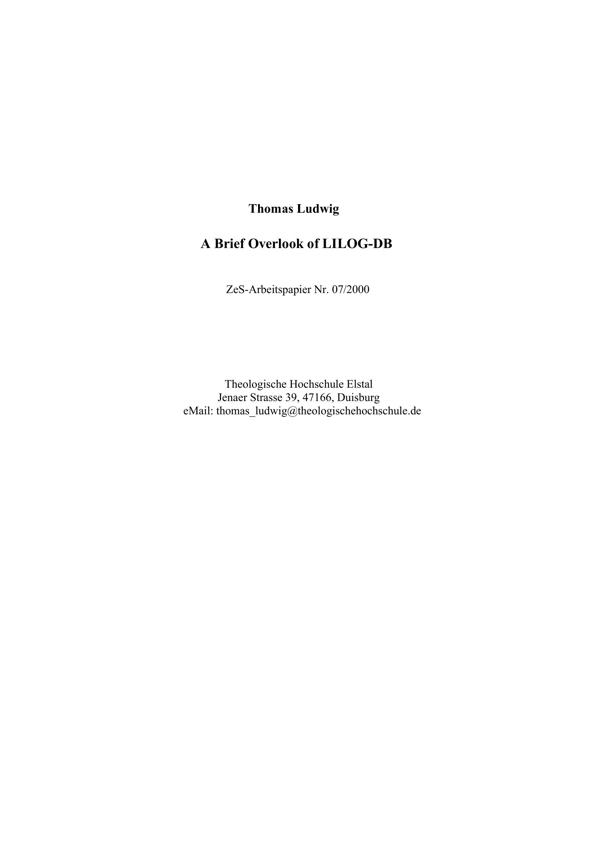 Thomas Ludwig
A Brief Overlook of LILOG-DB
ZeS-Arbeitspapier Nr. 07/2000
Theologische Hochschule Elstal
Jenaer Strasse 39, 47166, Duisburg
eMail: thomas_ludwig@theologischehochschule.de